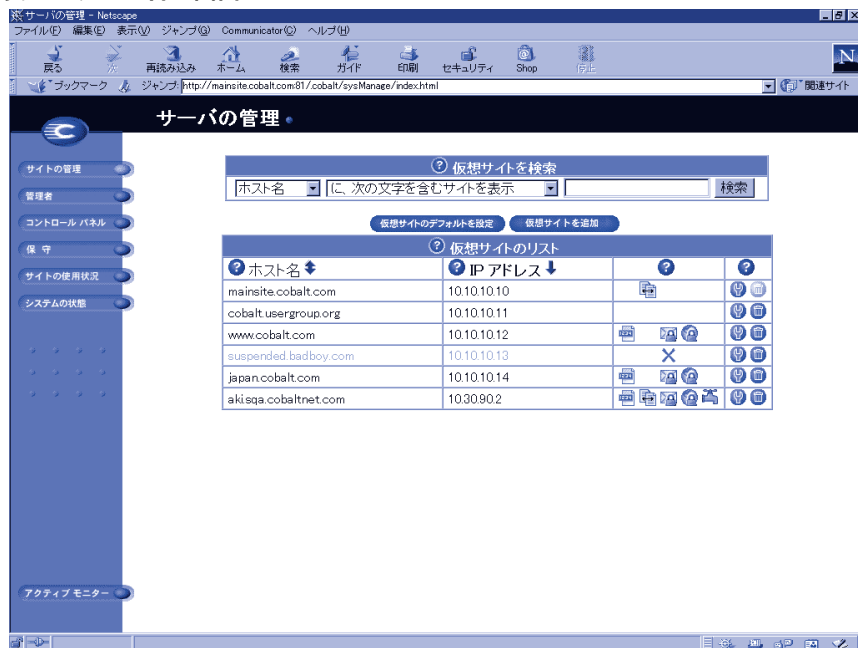 サーバの管理 - Netscape
ファイル(F) 編集(E) 表示(V) ジャンプ(G) Communicator(C) ヘルプ(H)
戻る 次 再読み込み ホーム 検索 ガイド 印刷 セキュリティ Shop 停止
N
ブックマーク ジャンプ: http://mainsite.cobalt.com:81/.cobalt/sysManage/index.html 関連サイト
サーバの管理
サイトの管理
管理者
コントロール パネル
保 守
サイトの使用状況
システムの状態
アクティブ モニター
? 仮想サイトを検索
ホスト名 に、次の文字を含むサイトを表示 検索
仮想サイトのデフォルトを設定 仮想サイトを追加
? 仮想サイトのリスト
? ホスト名 ? IP アドレス ? ?
mainsite.cobalt.com 10.10.10.10
cobalt.usergroup.org 10.10.10.11
www.cobalt.com 10.10.10.12
suspended.badboy.com 10.10.10.13
japan.cobalt.com 10.10.10.14
aki.sqa.cobaltnet.com 10.30.90.2